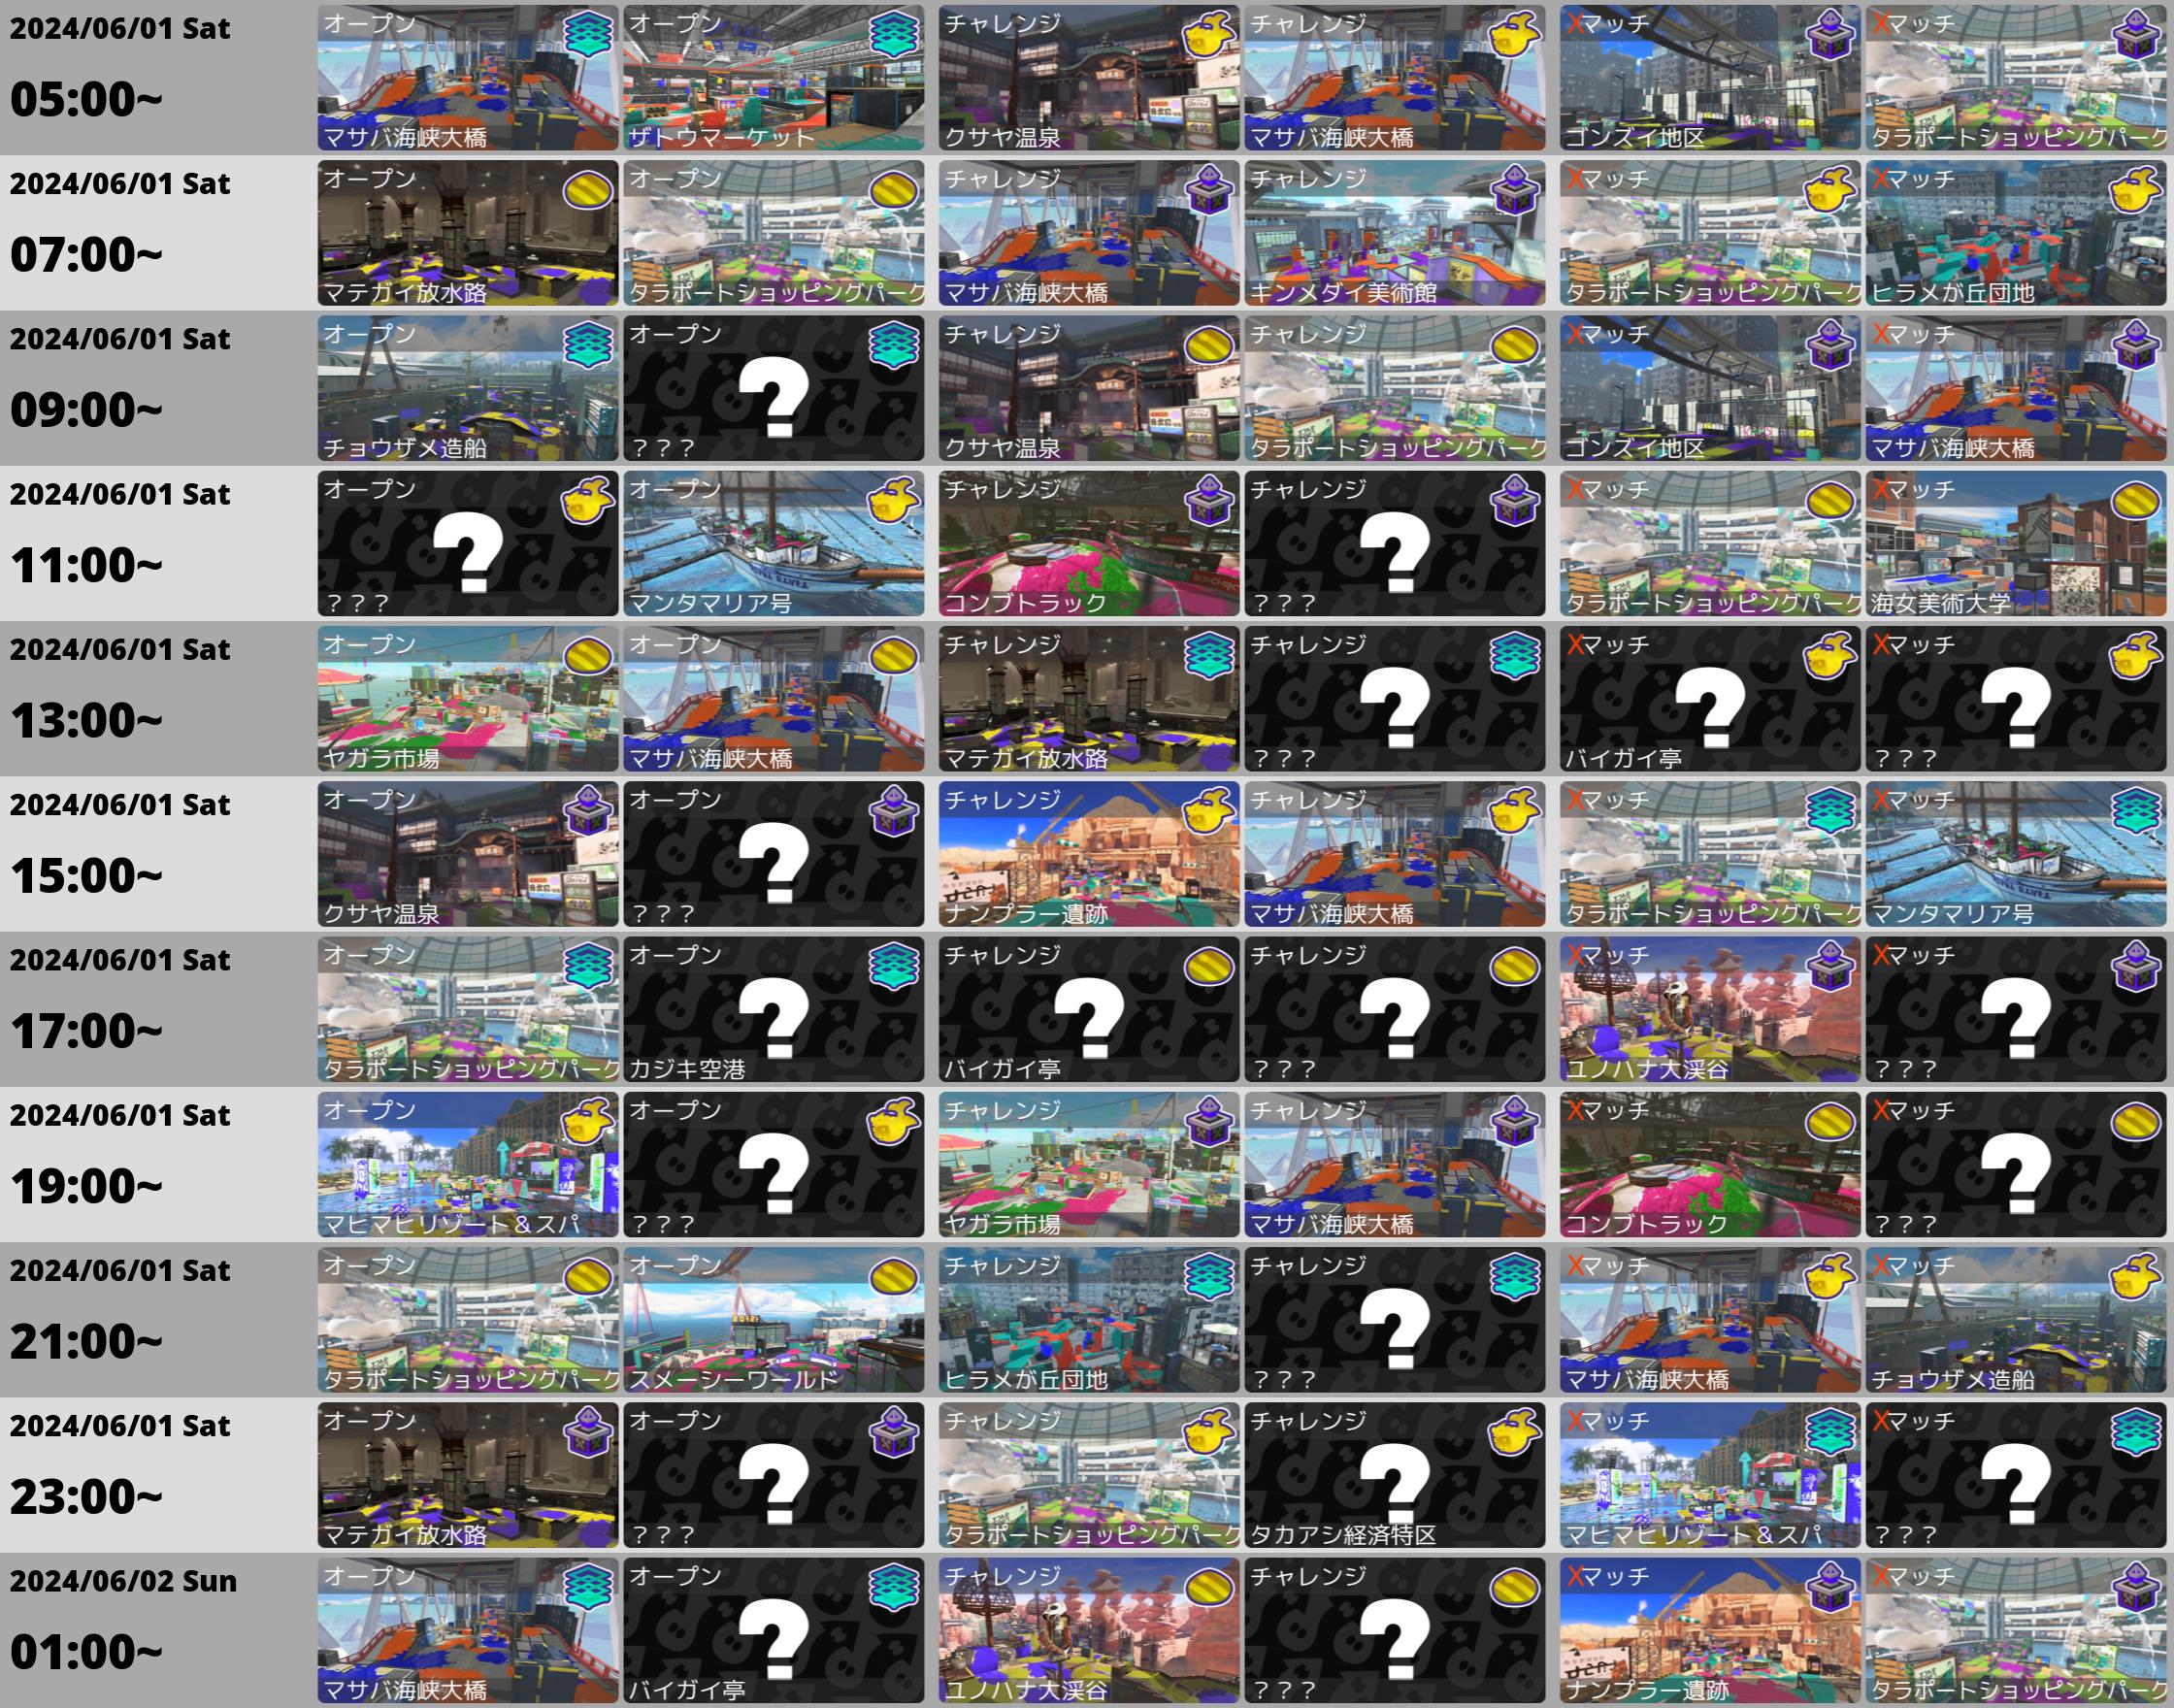 2024/06/01 Sat
05:00~
オープン
マサバ海峡大橋
オープン
ザトウマーケット
チャレンジ
クサヤ温泉
チャレンジ
マサバ海峡大橋
Xマッチ
ゴンズイ地区
Xマッチ
タラポートショッピングパーク
2024/06/01 Sat
07:00~
オープン
マテガイ放水路
オープン
タラポートショッピングパーク
チャレンジ
マサバ海峡大橋
チャレンジ
キンメダイ美術館
Xマッチ
タラポートショッピングパーク
Xマッチ
ヒラメが丘団地
2024/06/01 Sat
09:00~
オープン
チョウザメ造船
オープン
？？？
チャレンジ
クサヤ温泉
チャレンジ
タラポートショッピングパーク
Xマッチ
ゴンズイ地区
Xマッチ
マサバ海峡大橋
2024/06/01 Sat
11:00~
オープン
？？？
オープン
マンタマリア号
チャレンジ
コンブトラック
チャレンジ
？？？
Xマッチ
タラポートショッピングパーク
Xマッチ
海女美術大学
2024/06/01 Sat
13:00~
オープン
ヤガラ市場
オープン
マサバ海峡大橋
チャレンジ
マテガイ放水路
チャレンジ
？？？
Xマッチ
バイガイ亭
Xマッチ
？？？
2024/06/01 Sat
15:00~
オープン
クサヤ温泉
オープン
？？？
チャレンジ
ナンプラー遺跡
チャレンジ
マサバ海峡大橋
Xマッチ
タラポートショッピングパーク
Xマッチ
マンタマリア号
2024/06/01 Sat
17:00~
オープン
タラポートショッピングパーク
オープン
カジキ空港
チャレンジ
バイガイ亭
チャレンジ
？？？
Xマッチ
ユノハナ大渓谷
Xマッチ
？？？
2024/06/01 Sat
19:00~
オープン
マヒマヒリゾート＆スパ
オープン
？？？
チャレンジ
ヤガラ市場
チャレンジ
マサバ海峡大橋
Xマッチ
コンブトラック
Xマッチ
？？？
2024/06/01 Sat
21:00~
オープン
タラポートショッピングパーク
オープン
スメーシーワールド
チャレンジ
ヒラメが丘団地
チャレンジ
？？？
Xマッチ
マサバ海峡大橋
Xマッチ
チョウザメ造船
2024/06/01 Sat
23:00~
オープン
マテガイ放水路
オープン
？？？
チャレンジ
タラポートショッピングパーク
チャレンジ
タカアシ経済特区
Xマッチ
マヒマヒリゾート＆スパ
Xマッチ
？？？
2024/06/02 Sun
01:00~
オープン
マサバ海峡大橋
オープン
バイガイ亭
チャレンジ
ユノハナ大渓谷
チャレンジ
？？？
Xマッチ
ナンプラー遺跡
Xマッチ
タラポートショッピングパーク